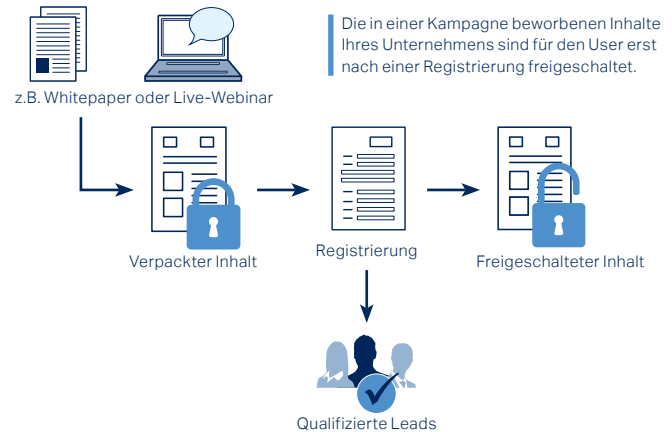 Die in einer Kampagne beworbenen Inhalte
Ihres Unternehmens sind für den User erst
nach einer Registrierung freigeschaltet.
z.B. Whitepaper oder Live-Webinar
Verpackter Inhalt
Registrierung
Freigeschalteter Inhalt
Qualifizierte Leads